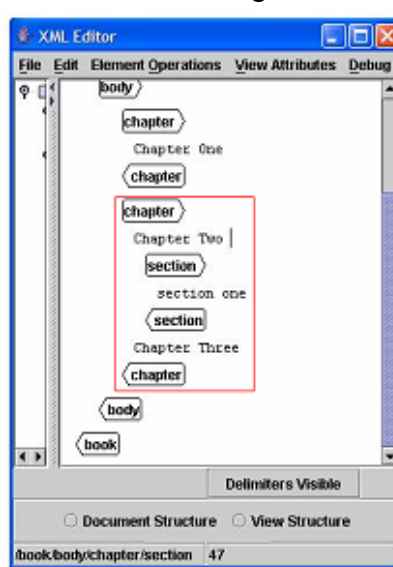 XML Editor
File Edit Element Operations View Attributes Debug
body
chapter
Chapter One
chapter
chapter
Chapter Two
section
section one
section
Chapter Three
chapter
body
book
Delimiters Visible
Document Structure View Structure
/book/body/chapter/section 47